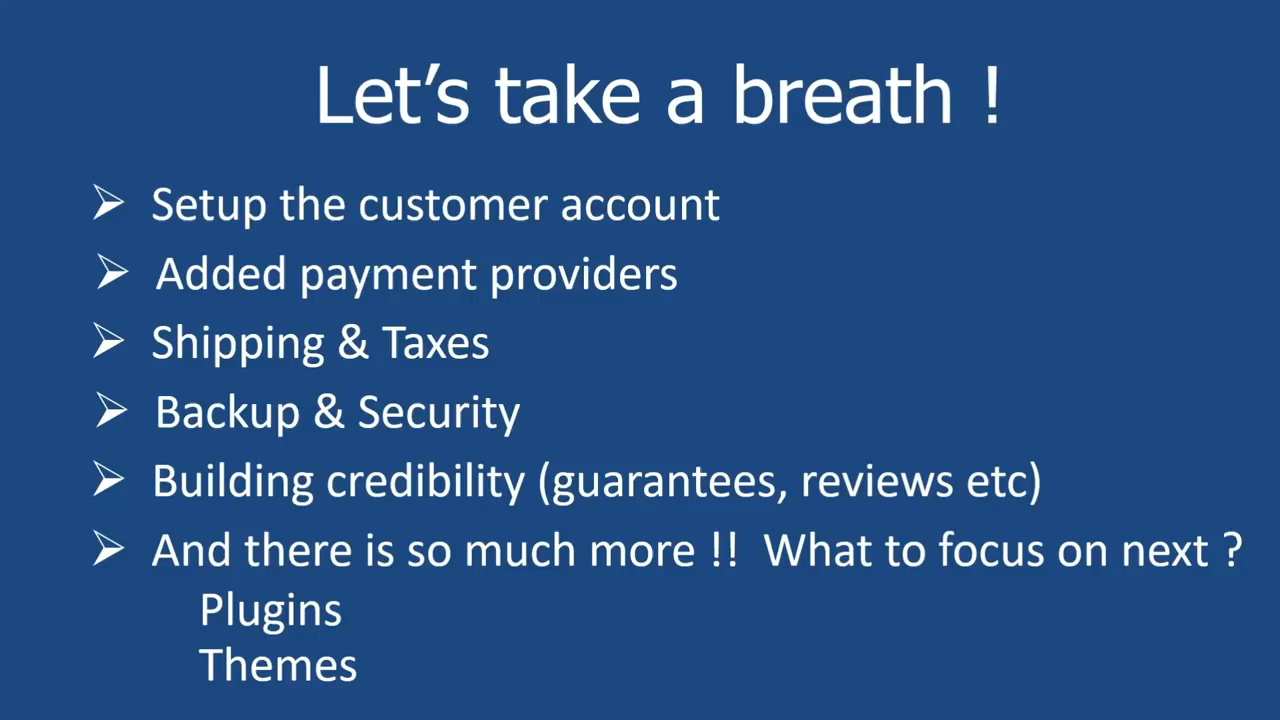 Let’s take a breath !
➢ Setup the customer account
➢ Added payment providers
➢ Shipping & Taxes
➢ Backup & Security
➢ Building credibility (guarantees, reviews etc)
➢ And there is so much more !! What to focus on next ?
Plugins
Themes